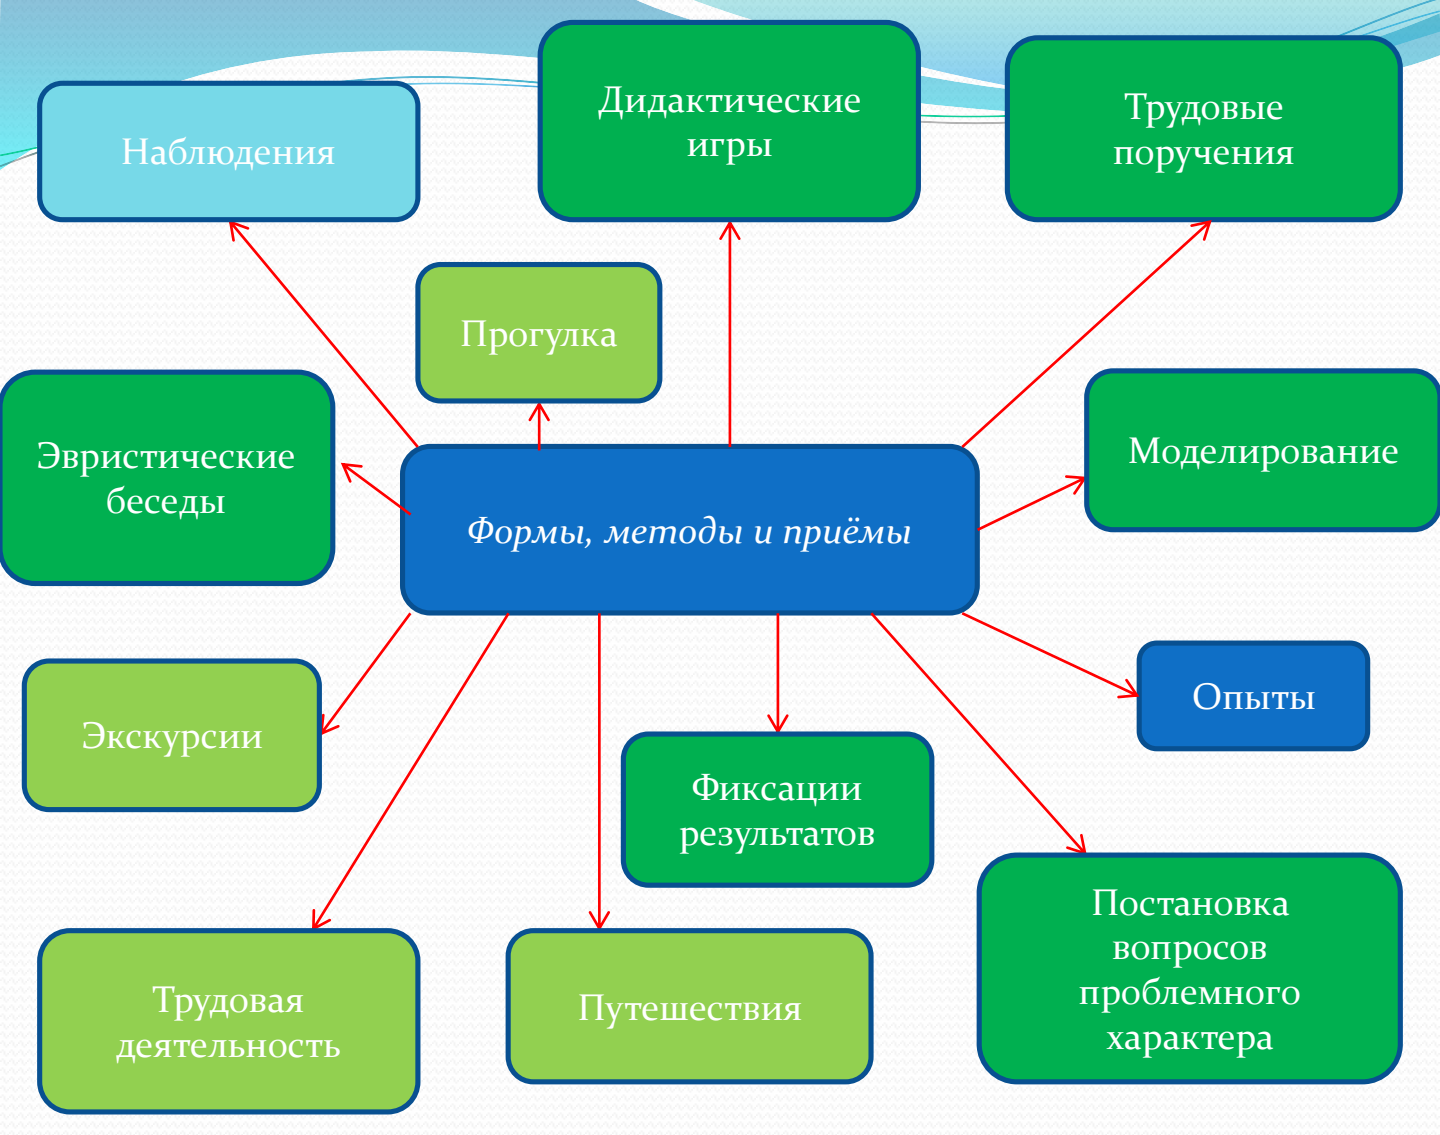 Наблюдения
Дидактические
игры
Трудовые
поручения
Прогулка
Эвристические
беседы
Моделирование
Формы, методы и приёмы
Экскурсии
Опыты
Фиксации
результатов
Трудовая
деятельность
Путешествия
Постановка
вопросов
проблемного
характера